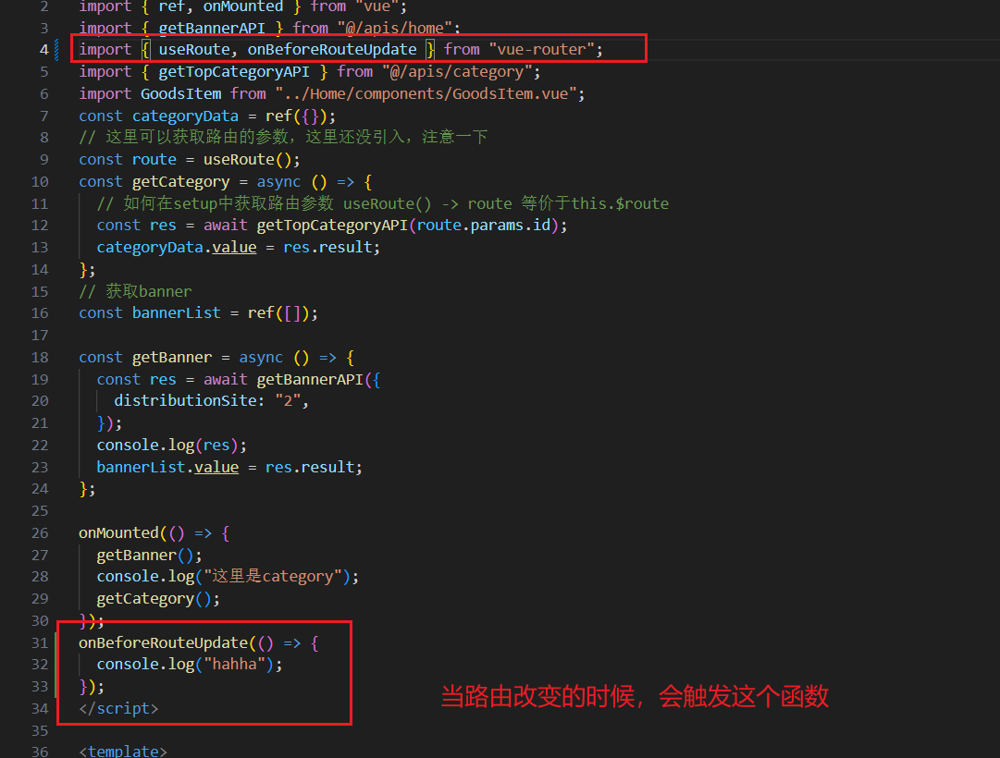 2 import { ref, onMounted } from "vue";
3 import { getBannerAPI } from "@/apis/home";
4 import { useRoute, onBeforeRouteUpdate } from "vue-router";
5 import { getTopCategoryAPI } from "@/apis/category";
6 import GoodsItem from "../Home/components/GoodsItem.vue";
7 const categoryData = ref({});
8 // 这里可以获取路由的参数，这里还没引入，注意一下
9 const route = useRoute();
10 const getCategory = async () => {
11   // 如何在setup中获取路由参数 useRoute() -> route 等价于this.$route
12   const res = await getTopCategoryAPI(route.params.id);
13   categoryData.value = res.result;
14 };
15 // 获取banner
16 const bannerList = ref([]);
17
18 const getBanner = async () => {
19   const res = await getBannerAPI({
20     distributionSite: "2",
21   });
22   console.log(res);
23   bannerList.value = res.result;
24 };
25
26 onMounted(() => {
27   getBanner();
28   console.log("这里是category");
29   getCategory();
30 });
31 onBeforeRouteUpdate(() => {
32   console.log("hahha");
33 });
当路由改变的时候，会触发这个函数
34 </script>
35
36 <template>